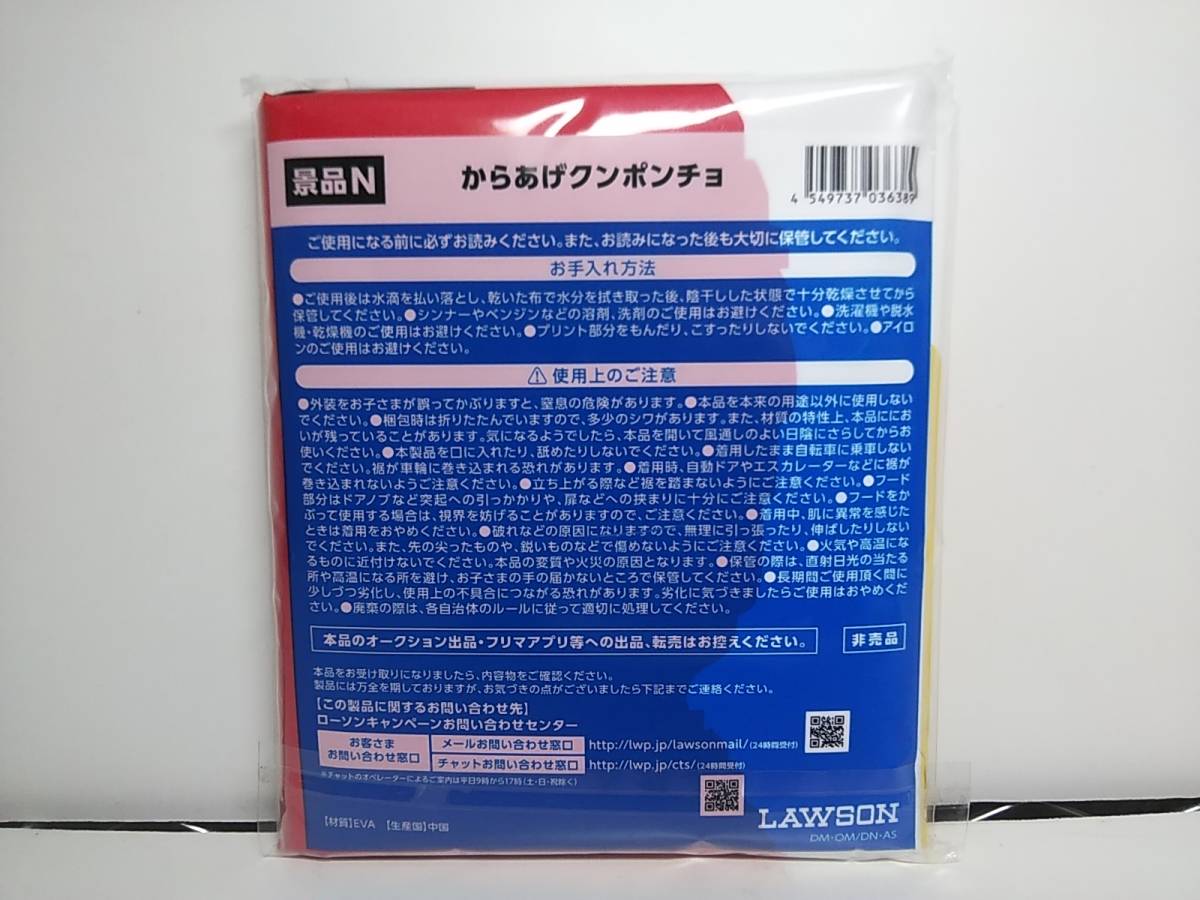 景品N
からあげクンポンチョ
4 549737 036389
ご使用になる前に必ずお読みください。また、お読みになった後も大切に保管してください。
お手入れ方法
●ご使用後は水滴を払い落とし、乾いた布で水分を拭き取った後、陰干しした状態で十分乾燥させてから
保管してください。●シンナーやベンジンなどの溶剤、洗剤のご使用はお避けください。●洗濯機や脱水
機・乾燥機のご使用はお避けください。●プリント部分をもんだり、こすったりしないでください。●アイロ
ンのご使用はお避けください。
⚠使用上のご注意
●外装をお子さまが誤ってかぶりますと、窒息の危険があります。●本品を本来の用途以外に使用しない
でください。●梱包時は折りたたんでいますので、多少のシワがあります。また、材質の特性上、本品ににお
いが残っていることがあります。気になるようでしたら、本品を開いて風通しのよい日陰にさらしてからお
使いください。●本製品を口に入れたり、舐めたりしないでください。●着用したまま自転車に乗車しない
でください。裾が車輪に巻き込まれる恐れがあります。●着用時、自動ドアやエスカレーターなどに裾が
巻き込まれないようご注意ください。●立ち上がる際など裾を踏まないようにご注意ください。●フード
部分はドアノブなど突起への引っかかりや、扉などへの挟まりに十分にご注意ください。●フードをか
ぶって使用する場合は、視界を妨げることがありますので、ご注意ください。●着用中、肌に異常を感じた
ときは着用をおやめください。●破れなどの原因になりますので、無理に引っ張ったり、伸ばしたりしない
でください。また、先の尖ったものや、鋭いものなどで傷めないようにご注意ください。●火気や高温にな
るものに近付けないでください。本品の変質や火災の原因となります。●保管の際は、直射日光の当たる
所や高温になる所を避け、お子さまの手の届かないところで保管してください。●長期間ご使用頂く間に
少しづつ劣化し、使用上の不具合につながる恐れがあります。劣化に気づきましたらご使用はおやめくだ
さい。●廃棄の際は、各自治体のルールに従って適切に処理してください。
本品のオークション出品・フリマアプリ等への出品、転売はお控えください。
非売品
本品をお受け取りになりましたら、内容物をご確認ください。
製品には万全を期しておりますが、お気づきの点がございましたら下記までご連絡ください。
【この製品に関するお問い合わせ先】
ローソンキャンペーンお問い合わせセンター
お客さま
お問い合わせ窓口
メールお問い合わせ窓口 http://lwp.jp/lawsonmail/(24時間受付)
チャットお問い合わせ窓口 http://lwp.jp/cts/(24時間受付)
※チャットのオペレーターによるご案内は平日9時から17時(土・日・祝除く)
【材質】EVA 【生産国】中国
LAWSON
DM・OM/DN・AS